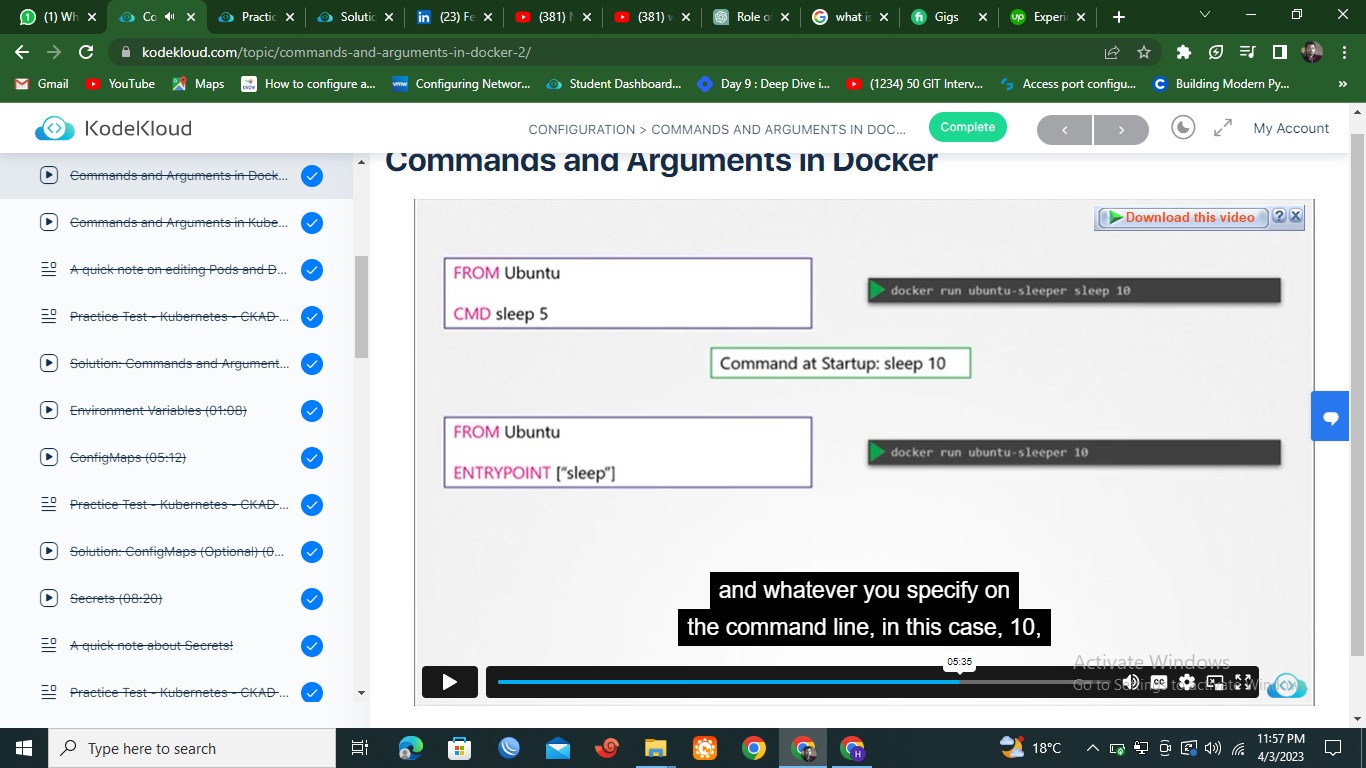 (1) Wh
Co
Practic
Solutic
(23) Fe
(381) N
(381) v
Role o
what is
Gigs
Experi
kodekloud.com/topic/commands-and-arguments-in-docker-2/
Gmail
YouTube
Maps
How to configure a...
Configuring Networ...
Student Dashboard...
Day 9 : Deep Dive i...
(1234) 50 GIT Interv...
Access port configu...
Building Modern Py...
KodeKloud
CONFIGURATION > COMMANDS AND ARGUMENTS IN DOC...
Complete
My Account
Commands and Arguments in Dock...
Commands and Arguments in Kube...
A quick note on editing Pods and D...
Practice Test - Kubernetes - CKAD ...
Solution: Commands and Argument...
Environment Variables (01:08)
ConfigMaps (05:12)
Practice Test - Kubernetes - CKAD ...
Solution: ConfigMaps (Optional) (0...
Secrets (08:20)
A quick note about Secrets!
Practice Test - Kubernetes - CKAD ...
Commands and Arguments in Docker
Download this video
FROM Ubuntu
CMD sleep 5
docker run ubuntu-sleeper sleep 10
Command at Startup: sleep 10
FROM Ubuntu
ENTRYPOINT ["sleep"]
docker run ubuntu-sleeper 10
and whatever you specify on
the command line, in this case, 10,
05:35
CC
Activate Windows
Go to Settings to activate Windows.
Type here to search
18°C
11:57 PM
4/3/2023